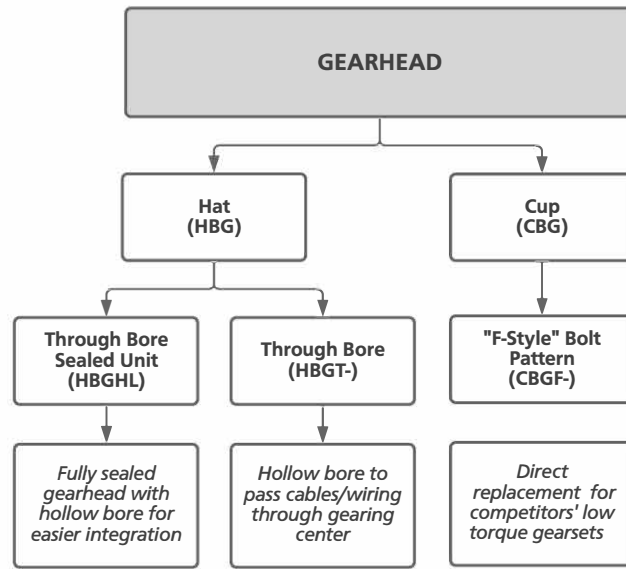 GEARHEAD
Hat
(HBG)
Cup
(CBG)
Through Bore
Sealed Unit
(HBGHL)
Through Bore
(HBGT-)
"F-Style" Bolt
Pattern
(CBGF-)
Fully sealed
gearhead with
hollow bore for
easier integration
Hollow bore to
pass cables/wiring
through gearing
center
Direct
replacement for
competitors' low
torque gearsets